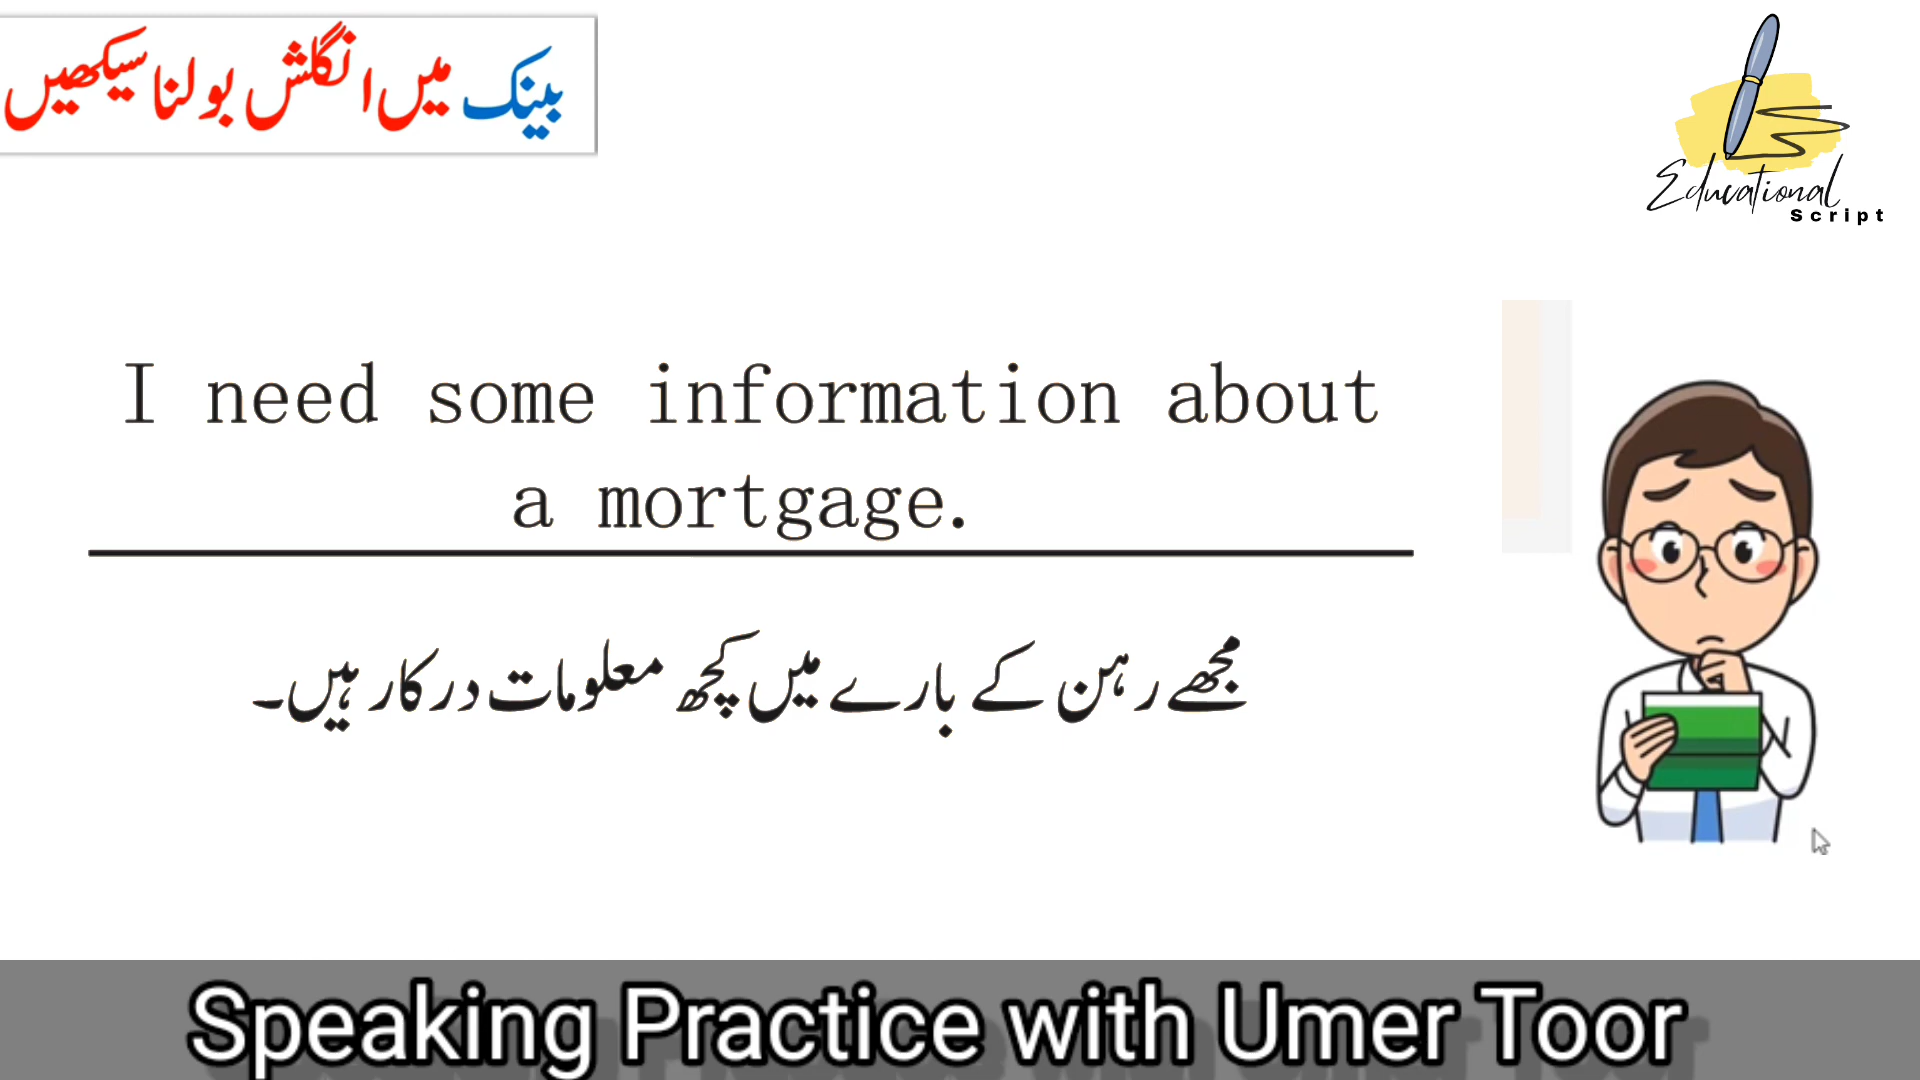 بینک میں انگلش بولنا سیکھیں
Educational
Script
I need some information about
a mortgage.
مجھے رہن کے بارے میں کچھ معلومات درکار ہیں۔
Speaking Practice with Umer Toor